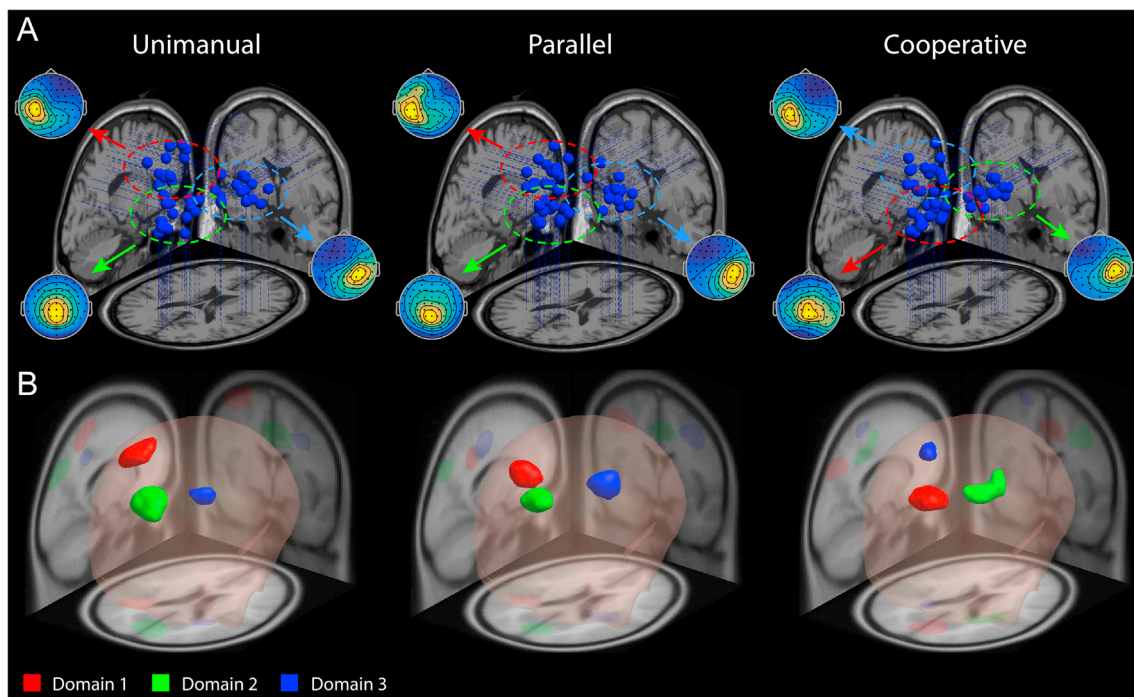 A
Unimanual
Parallel
Cooperative
B
Domain 1
Domain 2
Domain 3